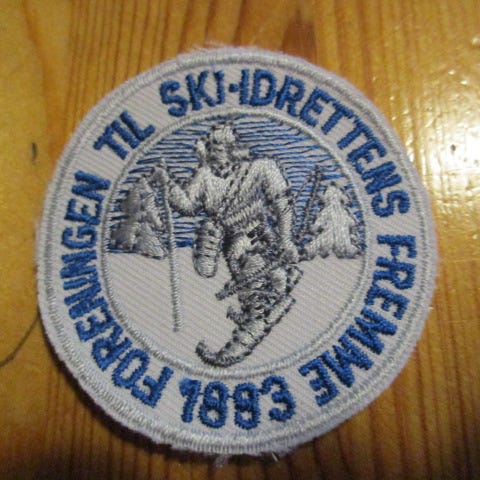 FORENINGEN TIL SKI-IDRETTENS FREMME
1883